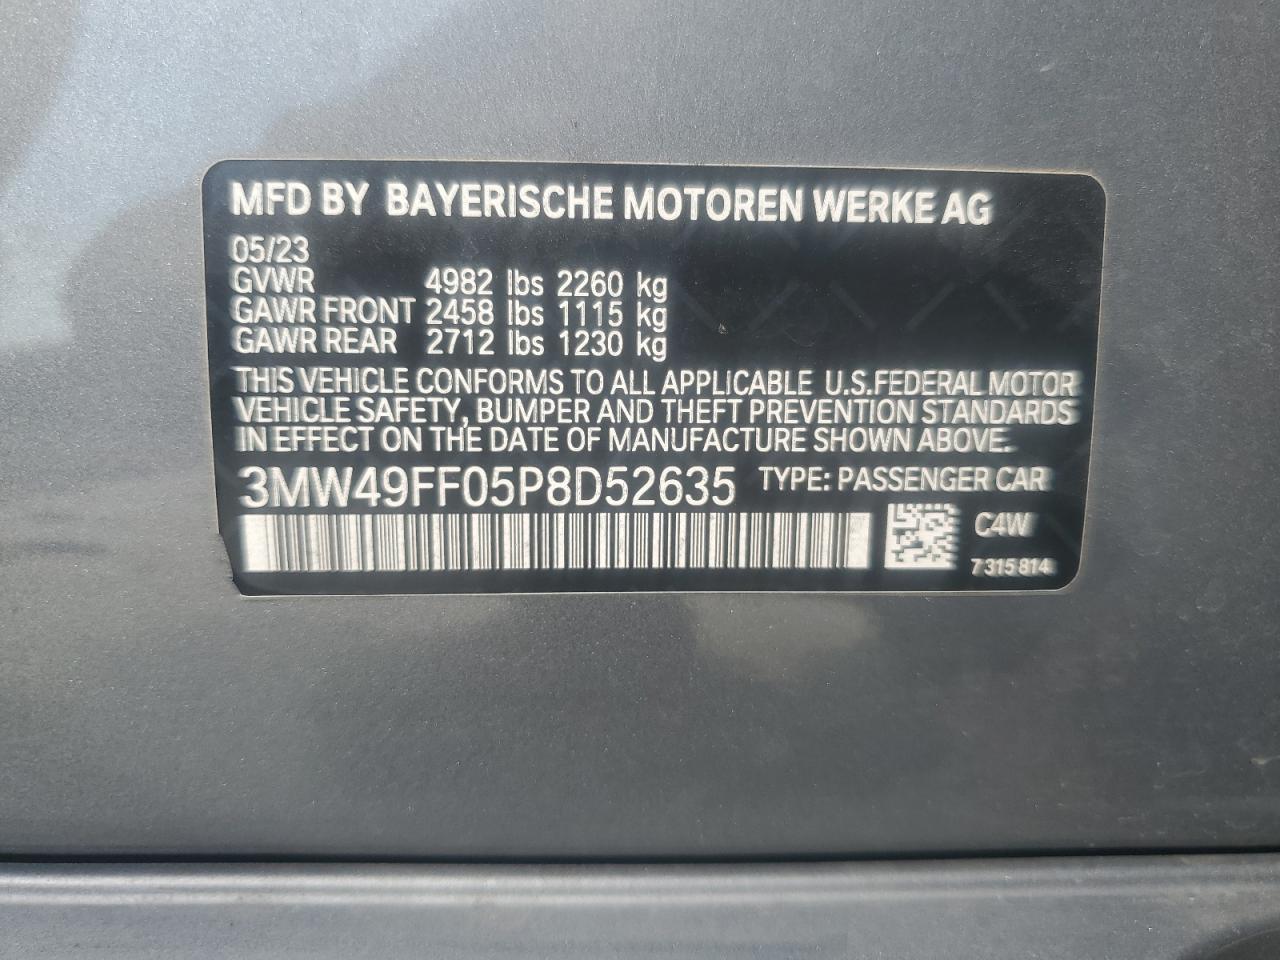 MFD BY BAYERISCHE MOTOREN WERKE AG
05/23
GVWR 4982 lbs 2260 kg
GAWR FRONT 2458 lbs 1115 kg
GAWR REAR 2712 lbs 1230 kg
THIS VEHICLE CONFORMS TO ALL APPLICABLE U.S.FEDERAL MOTOR
VEHICLE SAFETY, BUMPER AND THEFT PREVENTION STANDARDS
IN EFFECT ON THE DATE OF MANUFACTURE SHOWN ABOVE.
3MW49FF05P8D52635 TYPE: PASSENGER CAR
C4W
7 315 814